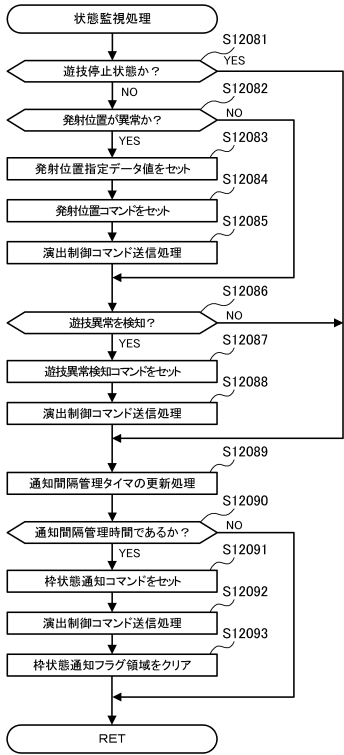 状態監視処理
S12081
遊技停止状態か？
YES
NO
S12082
発射位置が異常か？
NO
YES
S12083
発射位置指定データ値をセット
S12084
発射位置コマンドをセット
S12085
演出制御コマンド送信処理
S12086
遊技異常を検知？
NO
YES
S12087
遊技異常検知コマンドをセット
S12088
演出制御コマンド送信処理
S12089
通知間隔管理タイマの更新処理
S12090
通知間隔管理時間であるか？
NO
YES
S12091
枠状態通知コマンドをセット
S12092
演出制御コマンド送信処理
S12093
枠状態通知フラグ領域をクリア
RET